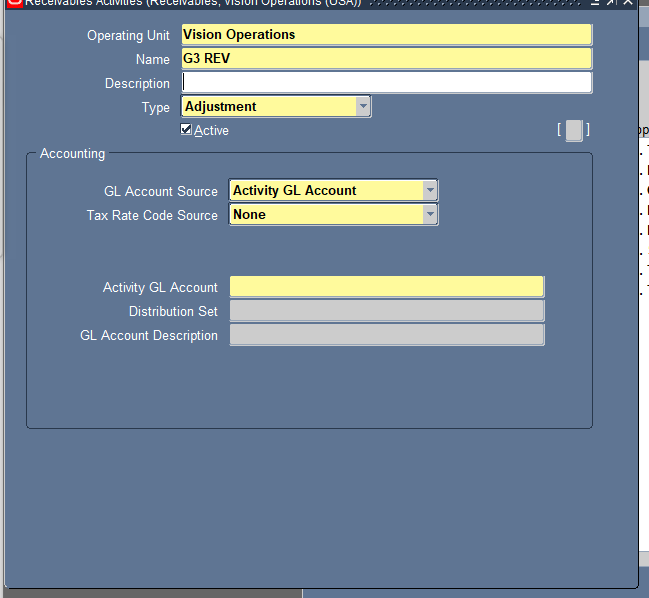 Receivables Activities (Receivables, Vision Operations (USA))
Operating Unit Vision Operations
Name G3 REV
Description
Type Adjustment
Active
[ ]
Accounting
GL Account Source Activity GL Account
Tax Rate Code Source None
Activity GL Account
Distribution Set
GL Account Description